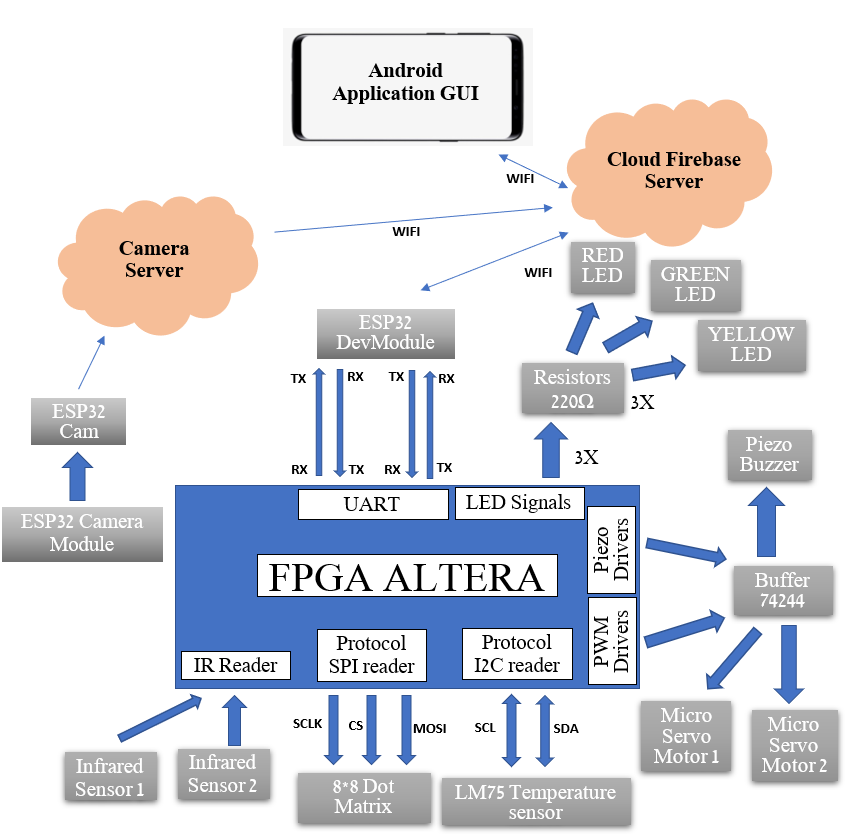 Android
Application GUI
Cloud Firebase
Server
WIFI
WIFI
WIFI
Camera
Server
RED
LED
GREEN
LED
YELLOW
LED
ESP32
DevModule
Resistors
220Ω
3X
3X
ESP32
Cam
ESP32 Camera
Module
TX
RX
TX
RX
RX
TX
RX
TX
UART
LED Signals
Piezo
Drivers
PWM
Drivers
FPGA ALTERA
IR Reader
Protocol
SPI reader
Protocol
I2C reader
Piezo
Buzzer
Buffer
74244
Micro
Servo
Motor 1
Micro
Servo
Motor 2
SCLK
CS
MOSI
SCL
SDA
Infrared
Sensor 1
Infrared
Sensor 2
8*8 Dot
Matrix
LM75 Temperature
sensor